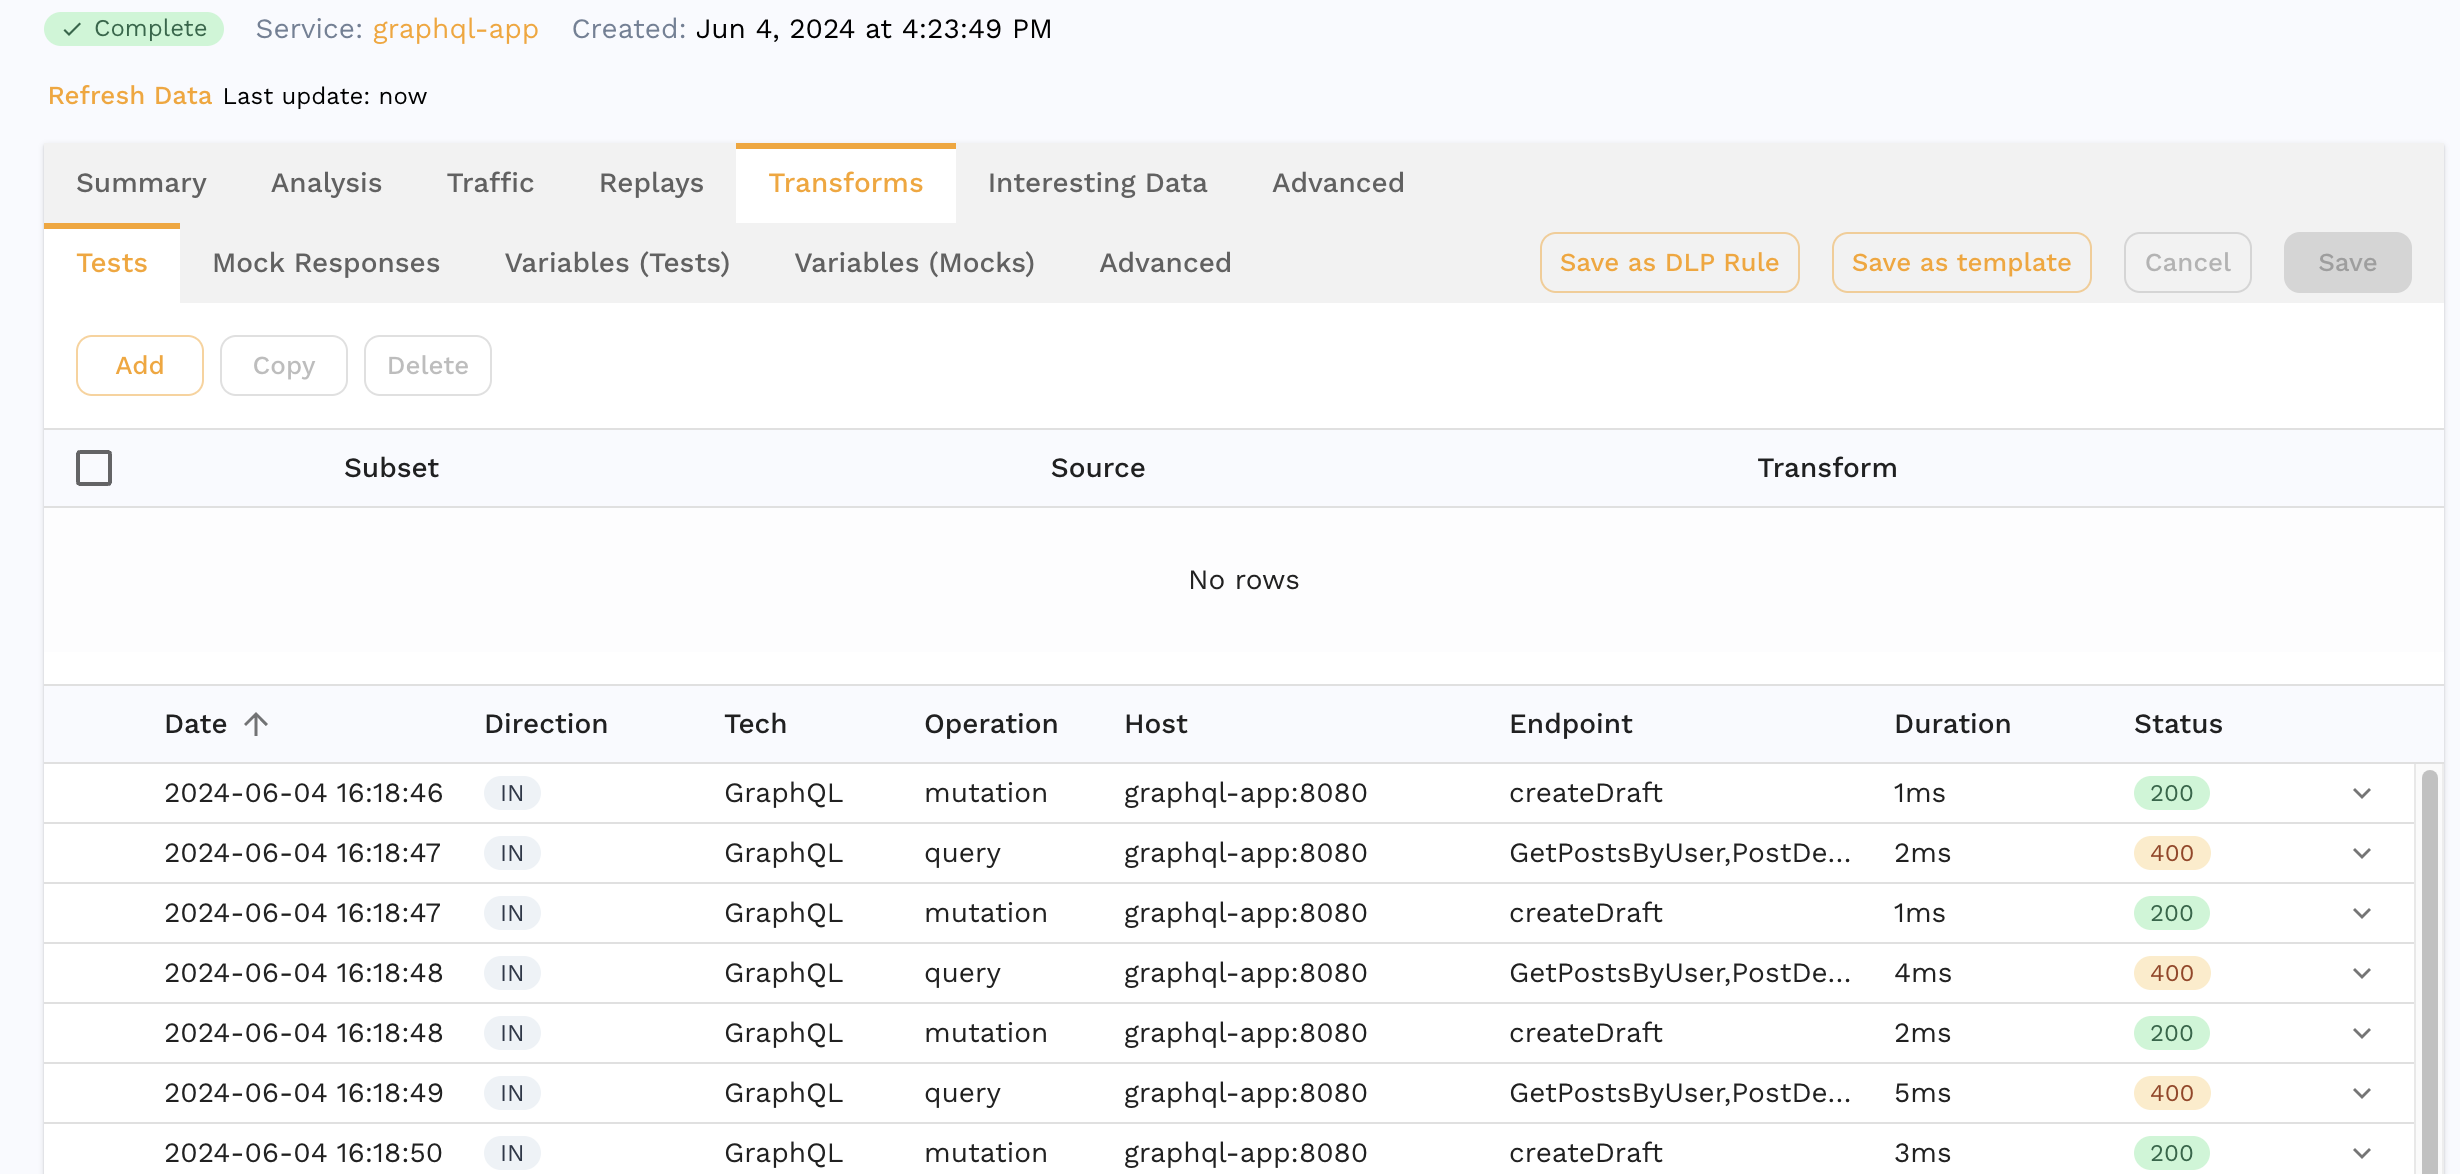 Complete Service: graphql-app Created: Jun 4, 2024 at 4:23:49 PM
Refresh Data Last update: now
Summary Analysis Traffic Replays Transforms Interesting Data Advanced
Tests Mock Responses Variables (Tests) Variables (Mocks) Advanced Save as DLP Rule Save as template Cancel Save
Add Copy Delete
Subset Source Transform
No rows
Date Direction Tech Operation Host Endpoint Duration Status
2024-06-04 16:18:46 IN GraphQL mutation graphql-app:8080 createDraft 1ms 200
2024-06-04 16:18:47 IN GraphQL query graphql-app:8080 GetPostsByUser,PostDe... 2ms 400
2024-06-04 16:18:47 IN GraphQL mutation graphql-app:8080 createDraft 1ms 200
2024-06-04 16:18:48 IN GraphQL query graphql-app:8080 GetPostsByUser,PostDe... 4ms 400
2024-06-04 16:18:48 IN GraphQL mutation graphql-app:8080 createDraft 2ms 200
2024-06-04 16:18:49 IN GraphQL query graphql-app:8080 GetPostsByUser,PostDe... 5ms 400
2024-06-04 16:18:50 IN GraphQL mutation graphql-app:8080 createDraft 3ms 200